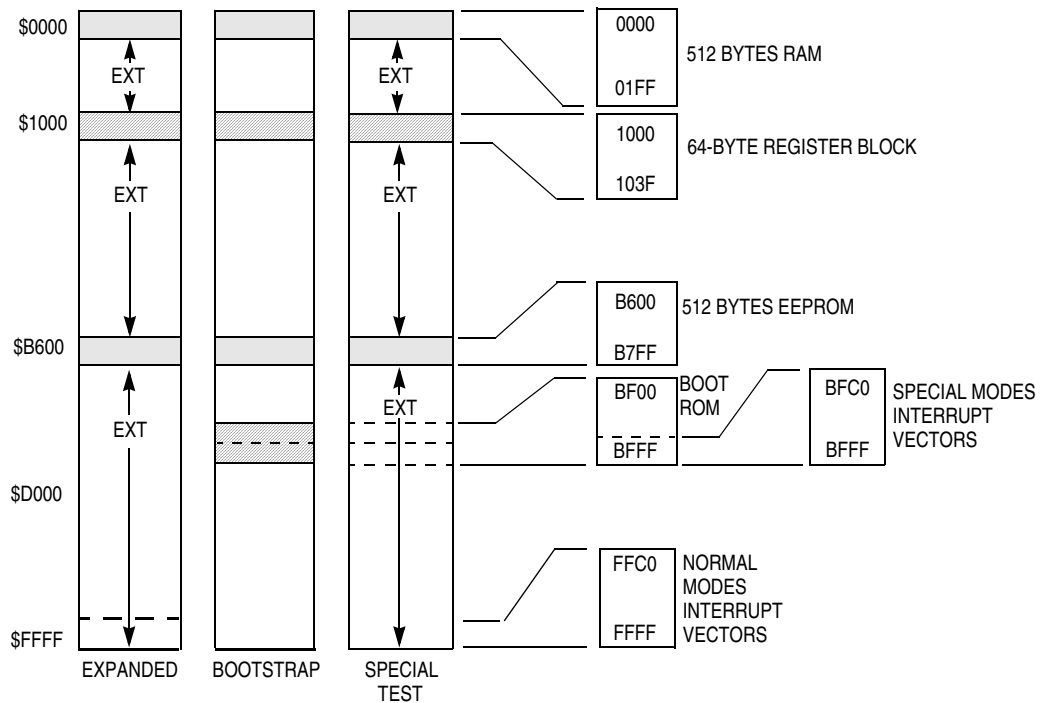 $0000
EXT
EXT
0000
01FF
512 BYTES RAM
$1000
1000
103F
64-BYTE REGISTER BLOCK
EXT
EXT
$B600
B600
B7FF
512 BYTES EEPROM
EXT
EXT
BF00
BFFF
BOOT
ROM
BFC0
BFFF
SPECIAL MODES
INTERRUPT
VECTORS
$D000
FFC0
FFFF
NORMAL
MODES
INTERRUPT
VECTORS
$FFFF
EXPANDED
BOOTSTRAP
SPECIAL
TEST